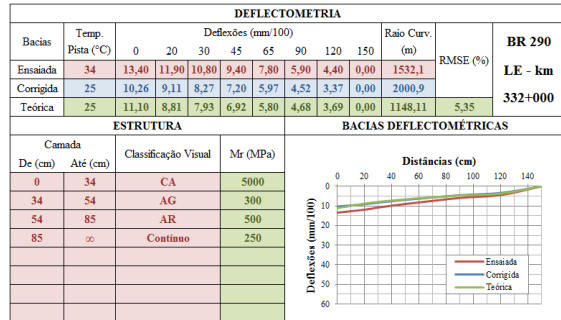 DEFLECTOMETRIA
Bacias Temp. Pista (°C) Deflexões (mm/100) Raio Curv. (m) RMSE (%) BR 290 LE - km 332+000
0 20 30 45 65 90 120 150
Ensaiada 34 13,40 11,90 10,80 9,40 7,80 5,90 4,40 0,00 1532,1
Corrigida 25 10,26 9,11 8,27 7,20 5,97 4,52 3,37 0,00 2000,9
Teórica 25 11,10 8,81 7,93 6,92 5,80 4,68 3,69 0,00 1148,11 5,35
ESTRUTURA BACIAS DEFLECTOMÉTRICAS
Camada Classificação Visual Mr (MPa)
De (cm) Até (cm)
0 34 CA 5000
34 54 AG 300
54 85 AR 500
85 ∞ Contínuo 250
Distâncias (cm)
0 20 40 60 80 100 120 140
Deflexões (mm/100)
0
10
20
30
40
50
60
Ensaiada
Corrigida
Teórica